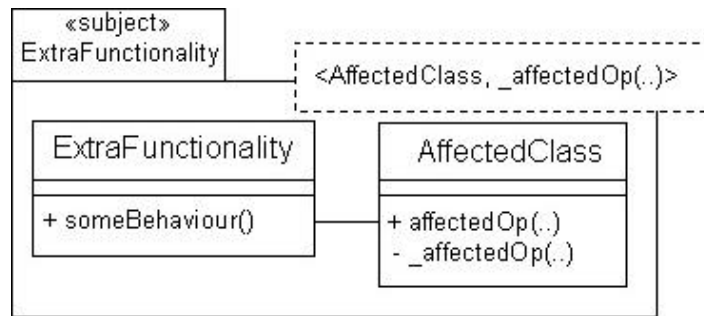 «subject»
ExtraFunctionality
<AffectedClass, _affectedOp(..)>
ExtraFunctionality
AffectedClass
+ someBehaviour()
+ affectedOp(..)
- _affectedOp(..)